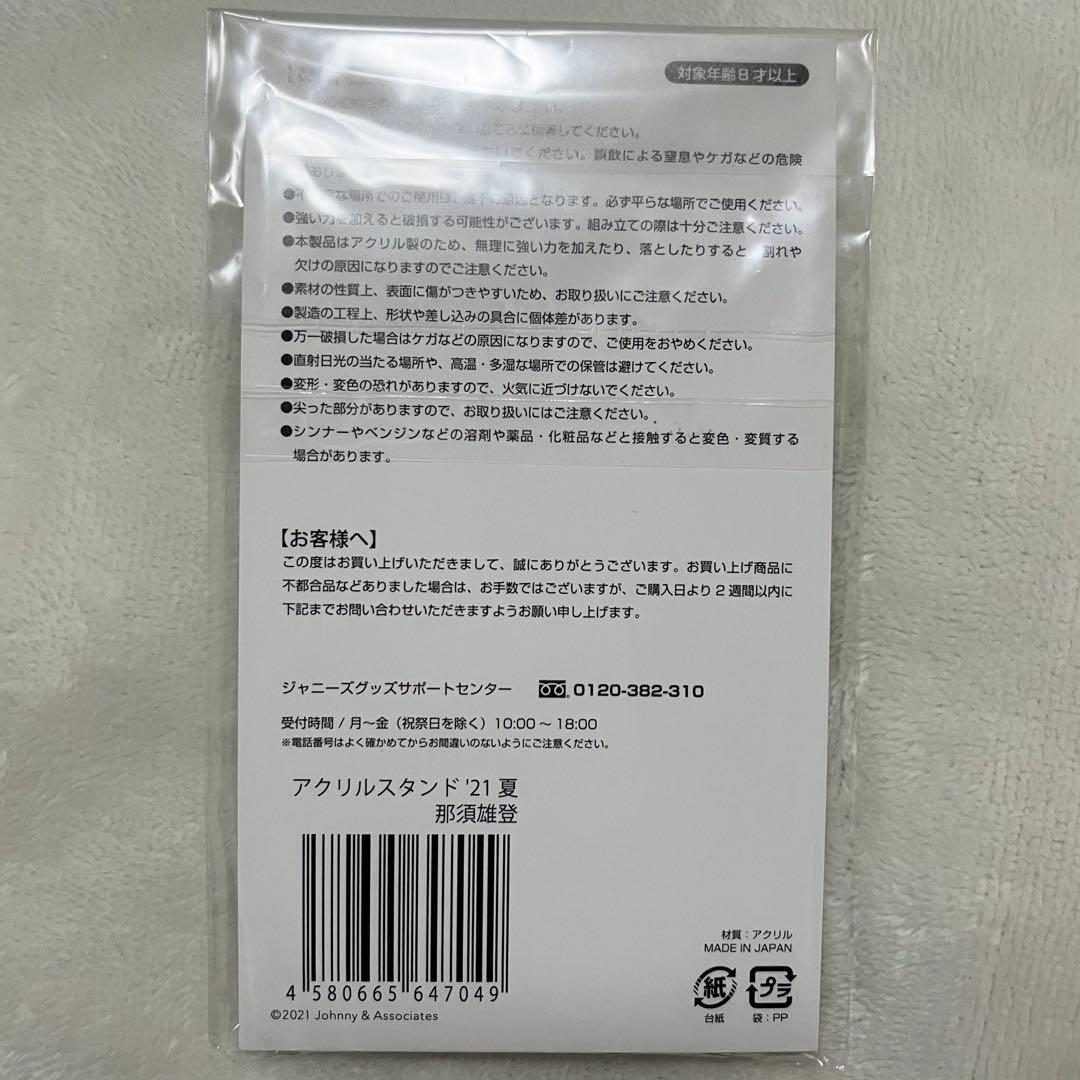 対象年齢8才以上
てください。
いでください。誤飲による窒息やケガなどの危険
な場所でのご使用は、落下の原因となります。必ず平らな場所でご使用ください。
●強い力を加えると破損する可能性がございます。組み立ての際は十分ご注意ください。
●本製品はアクリル製のため、無理に強い力を加えたり、落としたりすると、割れや
欠けの原因になりますのでご注意ください。
●素材の性質上、表面に傷がつきやすいため、お取り扱いにご注意ください。
●製造の工程上、形状や差し込みの具合に個体差があります。
●万一破損した場合はケガなどの原因になりますので、ご使用をおやめください。
●直射日光の当たる場所や、高温・多湿な場所での保管は避けてください。
●変形・変色の恐れがありますので、火気に近づけないでください。
●尖った部分がありますので、お取り扱いにはご注意ください。
●シンナーやベンジンなどの溶剤や薬品・化粧品などと接触すると変色・変質する
場合があります。
【お客様へ】
この度はお買い上げいただきまして、誠にありがとうございます。お買い上げ商品に
不都合品などありました場合は、お手数ではございますが、ご購入日より2週間以内に
下記までお問い合わせいただきますようお願い申し上げます。
ジャニーズグッズサポートセンター 0120-382-310
受付時間 / 月〜金（祝祭日を除く）10:00 〜 18:00
※電話番号はよく確かめてからお間違いのないようにご注意ください。
アクリルスタンド '21 夏
那須雄登
4 580665 647049
©2021 Johnny & Associates
材質：アクリル
MADE IN JAPAN
紙 プラ
台紙 袋：PP